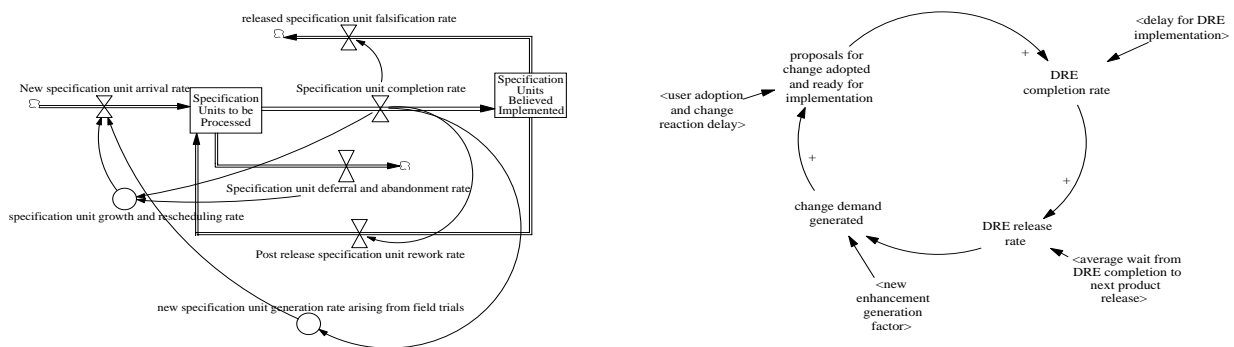 released specification unit falsification rate
New specification unit arrival rate
Specification
Units to be
Processed
Specification unit completion rate
Specification
Units
Believed
Implemented
Specification unit deferral and abandonment rate
specification unit growth and rescheduling rate
Post release specification unit rework rate
new specification unit generation rate arising from field trials
proposals for
change adopted
and ready for
implementation
<delay for DRE
implementation>
+
DRE
completion rate
<user adoption
and change
reaction delay>
+
+
change demand
generated
DRE release
rate
<new
enhancement
generation
factor>
<average wait from
DRE completion to
next product
release>